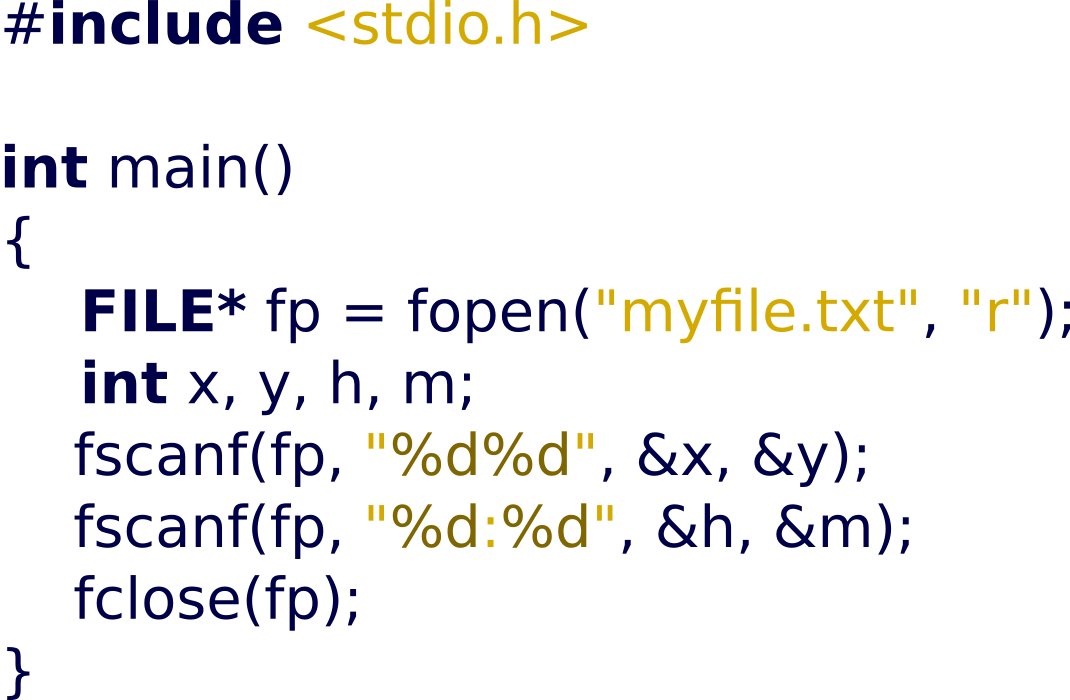 #include <stdio.h>
int main()
{
FILE* fp = fopen("myfile.txt", "r");
int x, y, h, m;
fscanf(fp, "%d%d", &x, &y);
fscanf(fp, "%d:%d", &h, &m);
fclose(fp);
}